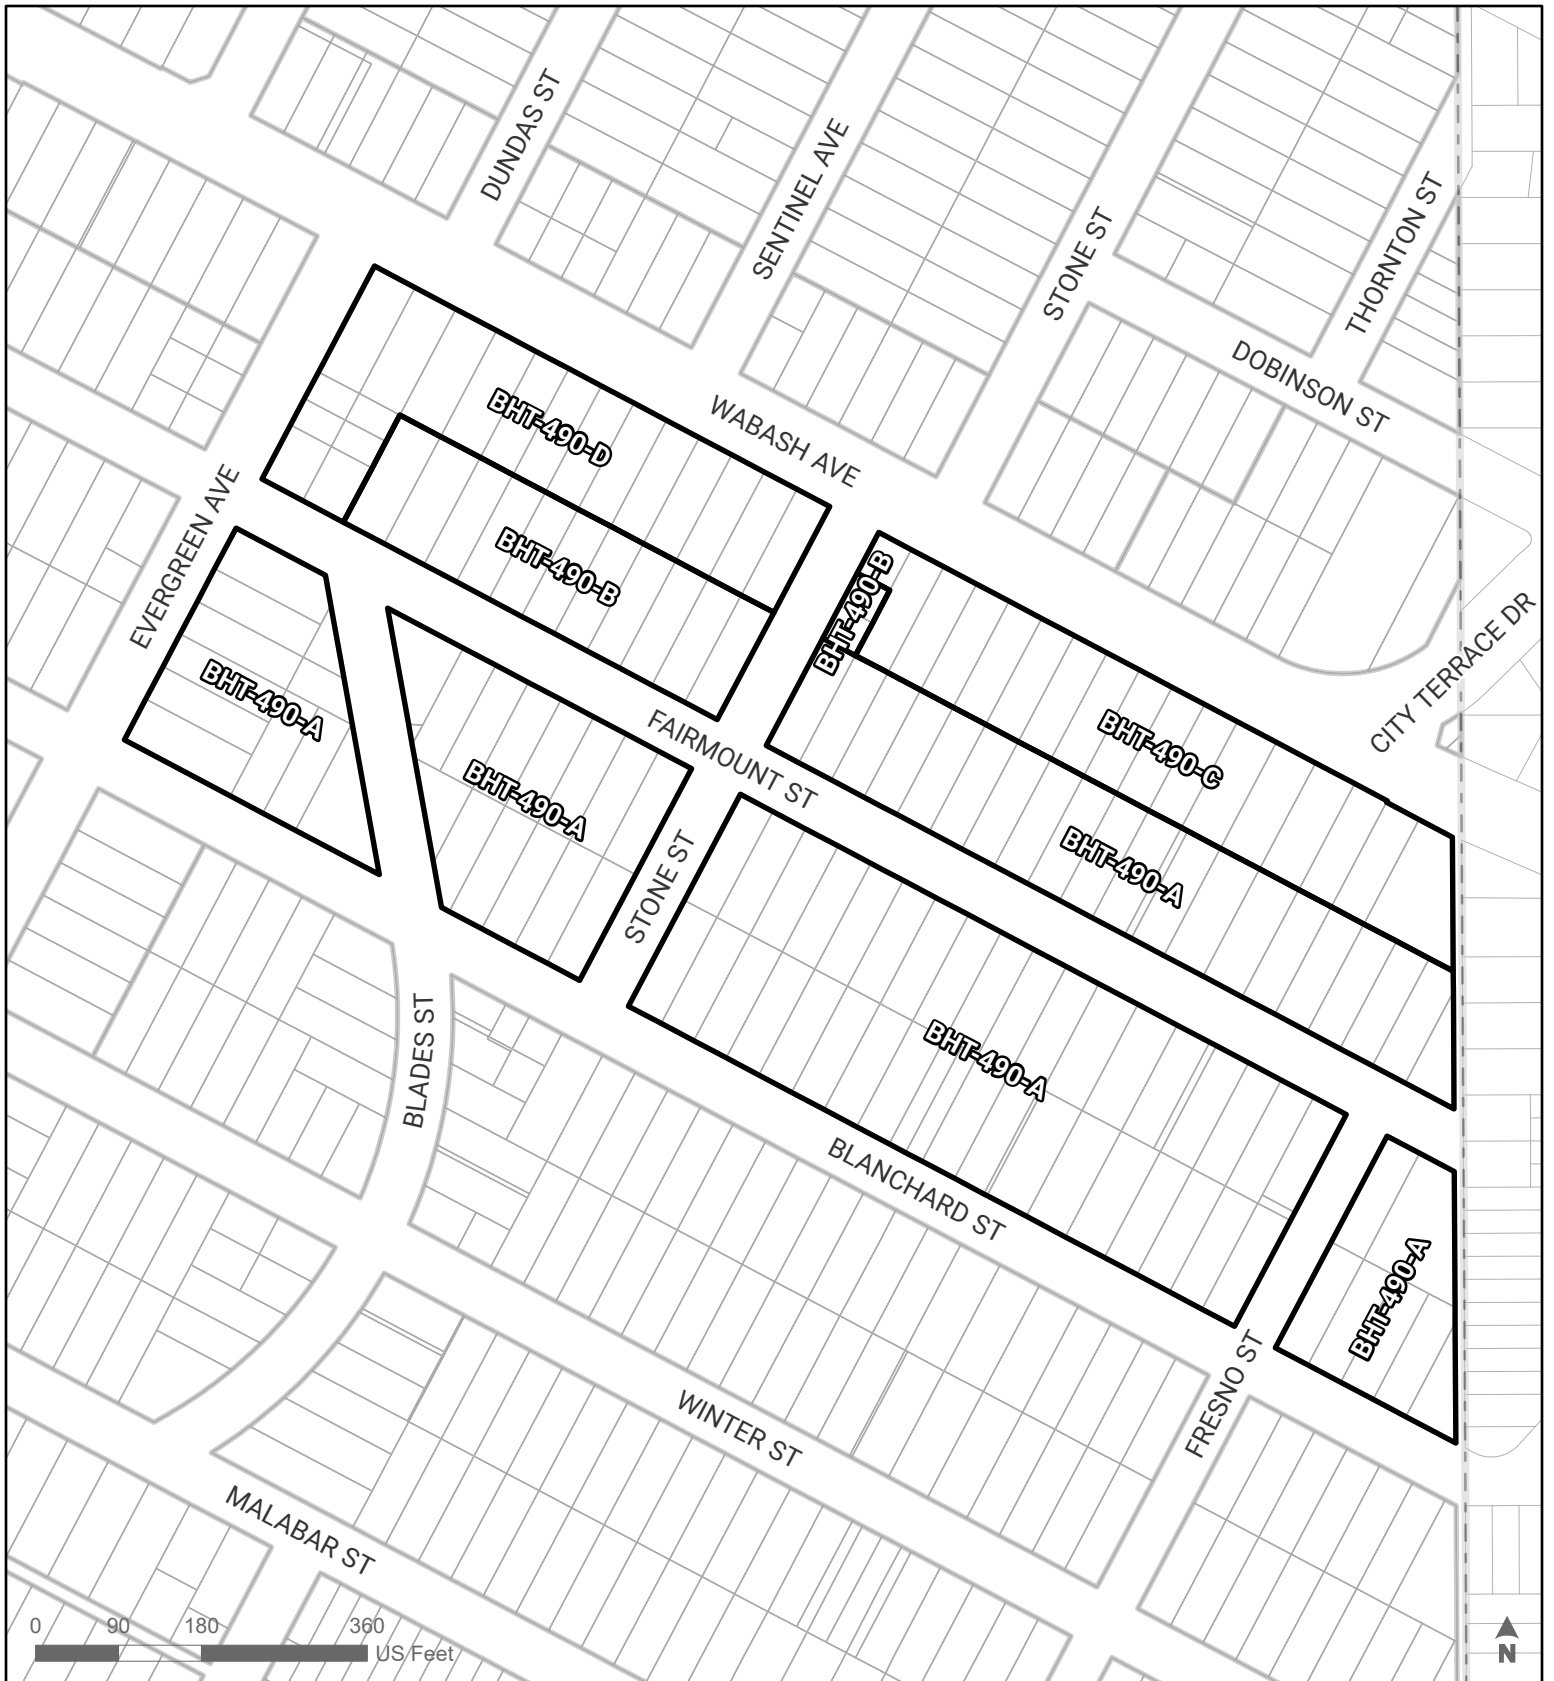 DUNDAS ST
SENTINEL AVE
STONE ST
THORNTON ST
DOBINSON ST
WABASH AVE
BHT-490-D
EVERGREEN AVE
BHT-490-B
BHT-490-B
CITY TERRACE DR
BHT-490-A
FAIRMOUNT ST
BHT-490-C
BHT-490-A
BHT-490-A
STONE ST
BHT-490-A
BLADES ST
BLANCHARD ST
BHT-490-A
FRESNO ST
WINTER ST
MALABAR ST
0 90 180 360
US Feet
N